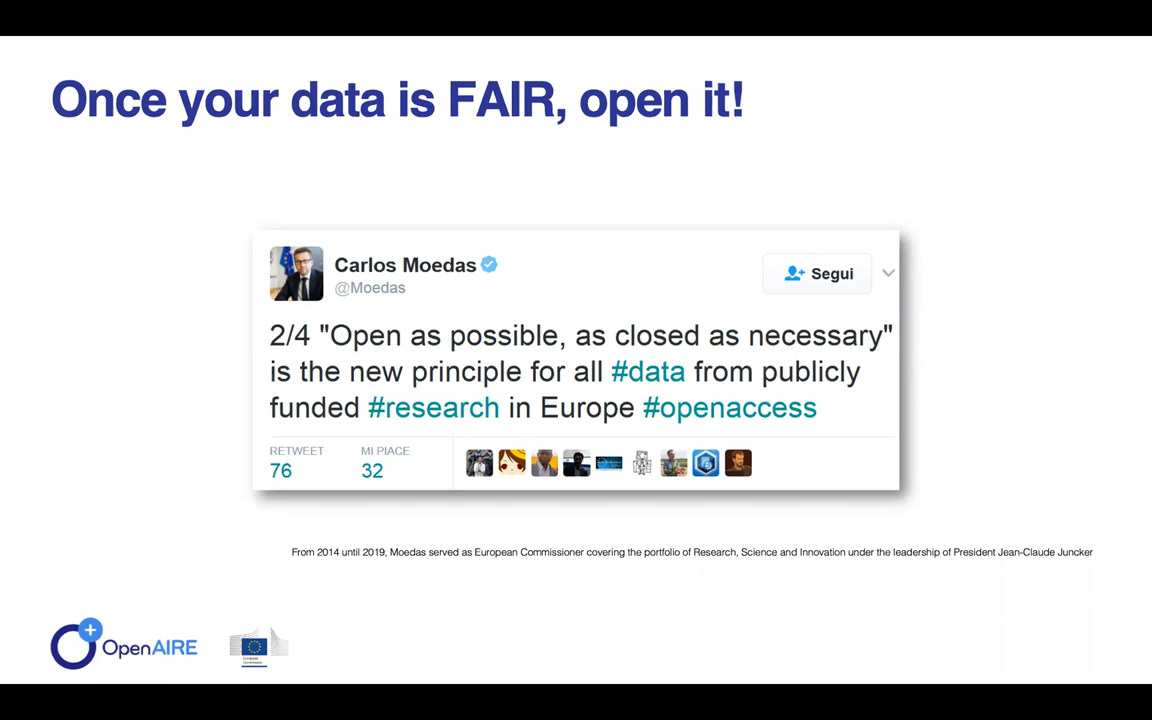 Once your data is FAIR, open it!
Carlos Moedas
@Moedas
Segui
2/4 "Open as possible, as closed as necessary"
is the new principle for all #data from publicly
funded #research in Europe #openaccess
RETWEET MI PIACE
76 32
From 2014 until 2019, Moedas served as European Commissioner covering the portfolio of Research, Science and Innovation under the leadership of President Jean-Claude Juncker
OpenAIRE
European
Commission